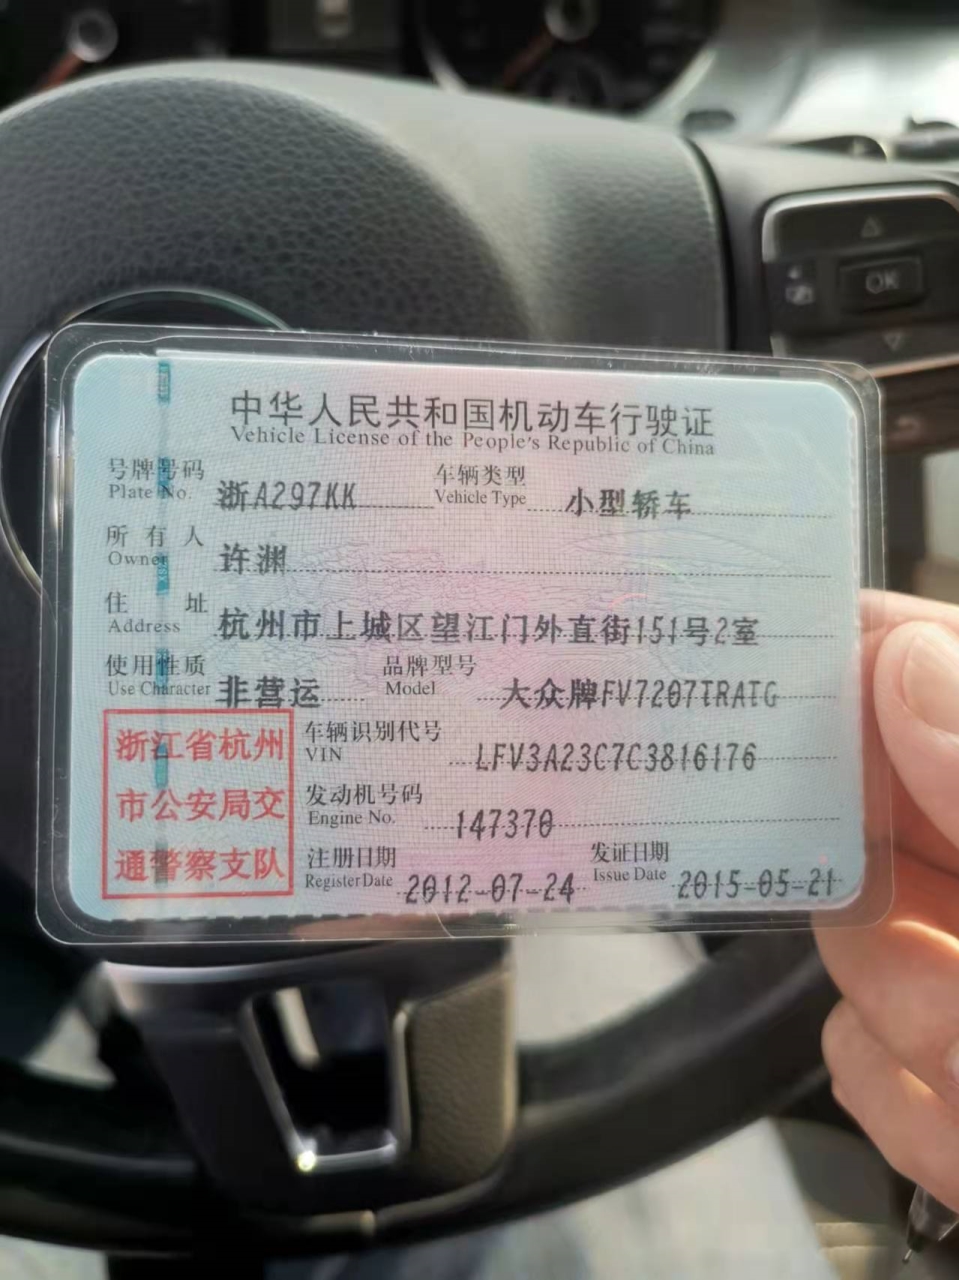 OK
中华人民共和国机动车行驶证
Vehicle License of the People's Republic of China
号牌号码 浙A297KK 车辆类型 小型轿车
Plate No. Vehicle Type
所有人 许渊
Owner
住址 杭州市上城区望江门外直街151号2室
Address
使用性质 非营运 品牌型号 大众牌FV7207TRATG
Use Character Model
浙江省杭州
市公安局交
通警察支队
车辆识别代号 LFV3A23C7C3816176
VIN
发动机号码 147370
Engine No.
注册日期 2012-07-24 发证日期 2015-05-21
Register Date Issue Date